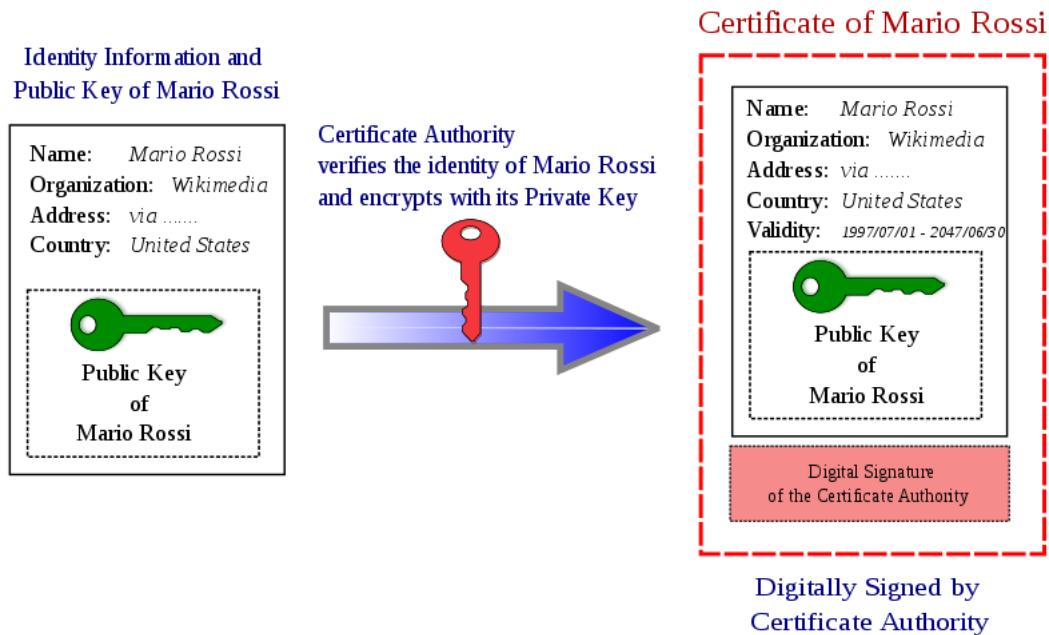 Identity Information and
Public Key of Mario Rossi
Name: Mario Rossi
Organization: Wikimedia
Address: via .......
Country: United States
Public Key
of
Mario Rossi
Certificate Authority
verifies the identity of Mario Rossi
and encrypts with its Private Key
Certificate of Mario Rossi
Name: Mario Rossi
Organization: Wikimedia
Address: via .......
Country: United States
Validity: 1997/07/01 - 2047/06/30
Public Key
of
Mario Rossi
Digital Signature
of the Certificate Authority
Digitally Signed by
Certificate Authority